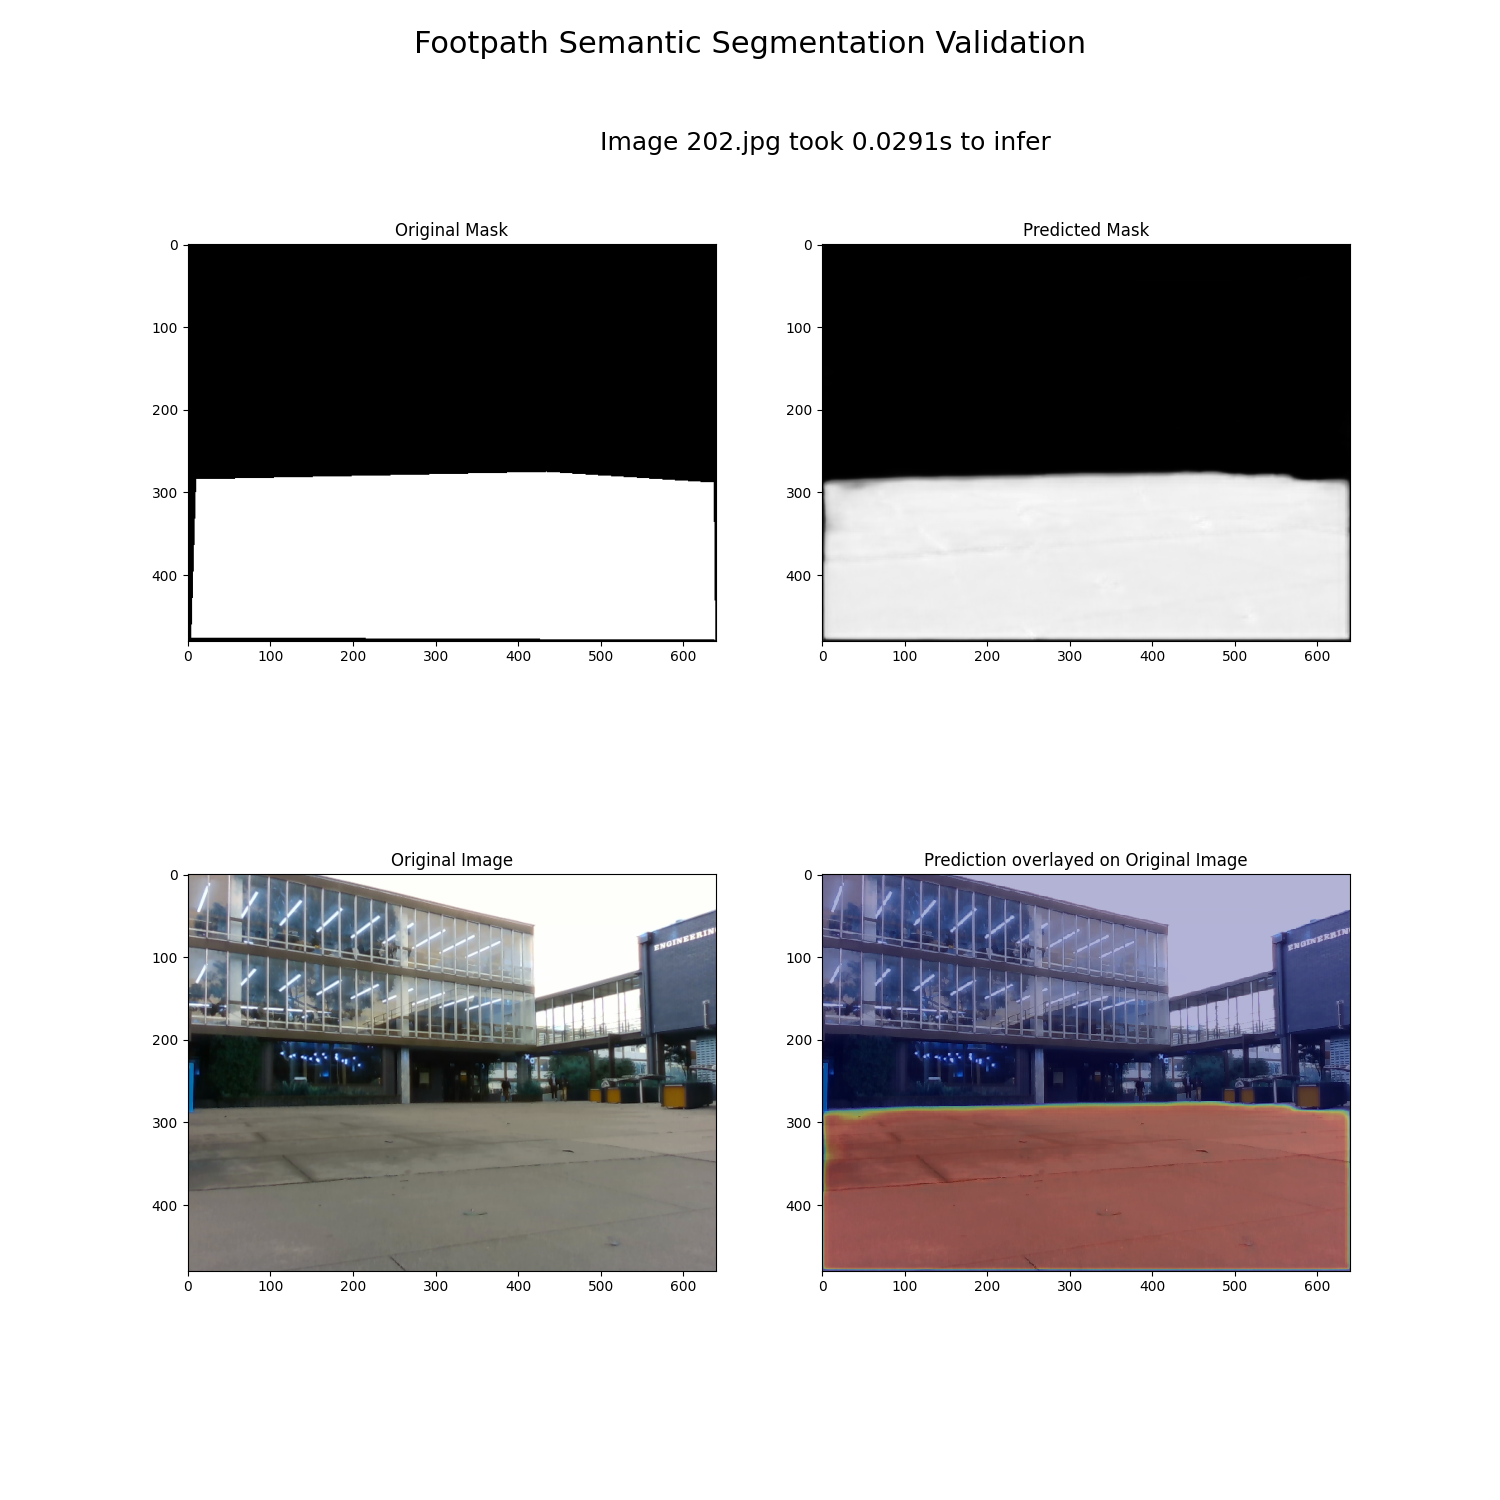 Footpath Semantic Segmentation Validation
Image 202.jpg took 0.0291s to infer
Original Mask
Predicted Mask
0
100
200
300
400
0 100 200 300 400 500 600
0
100
200
300
400
0 100 200 300 400 500 600
Original Image
Prediction overlayed on Original Image
0
100
200
300
400
0 100 200 300 400 500 600
ENGINEERIN
0
100
200
300
400
0 100 200 300 400 500 600
ENGINEERIN